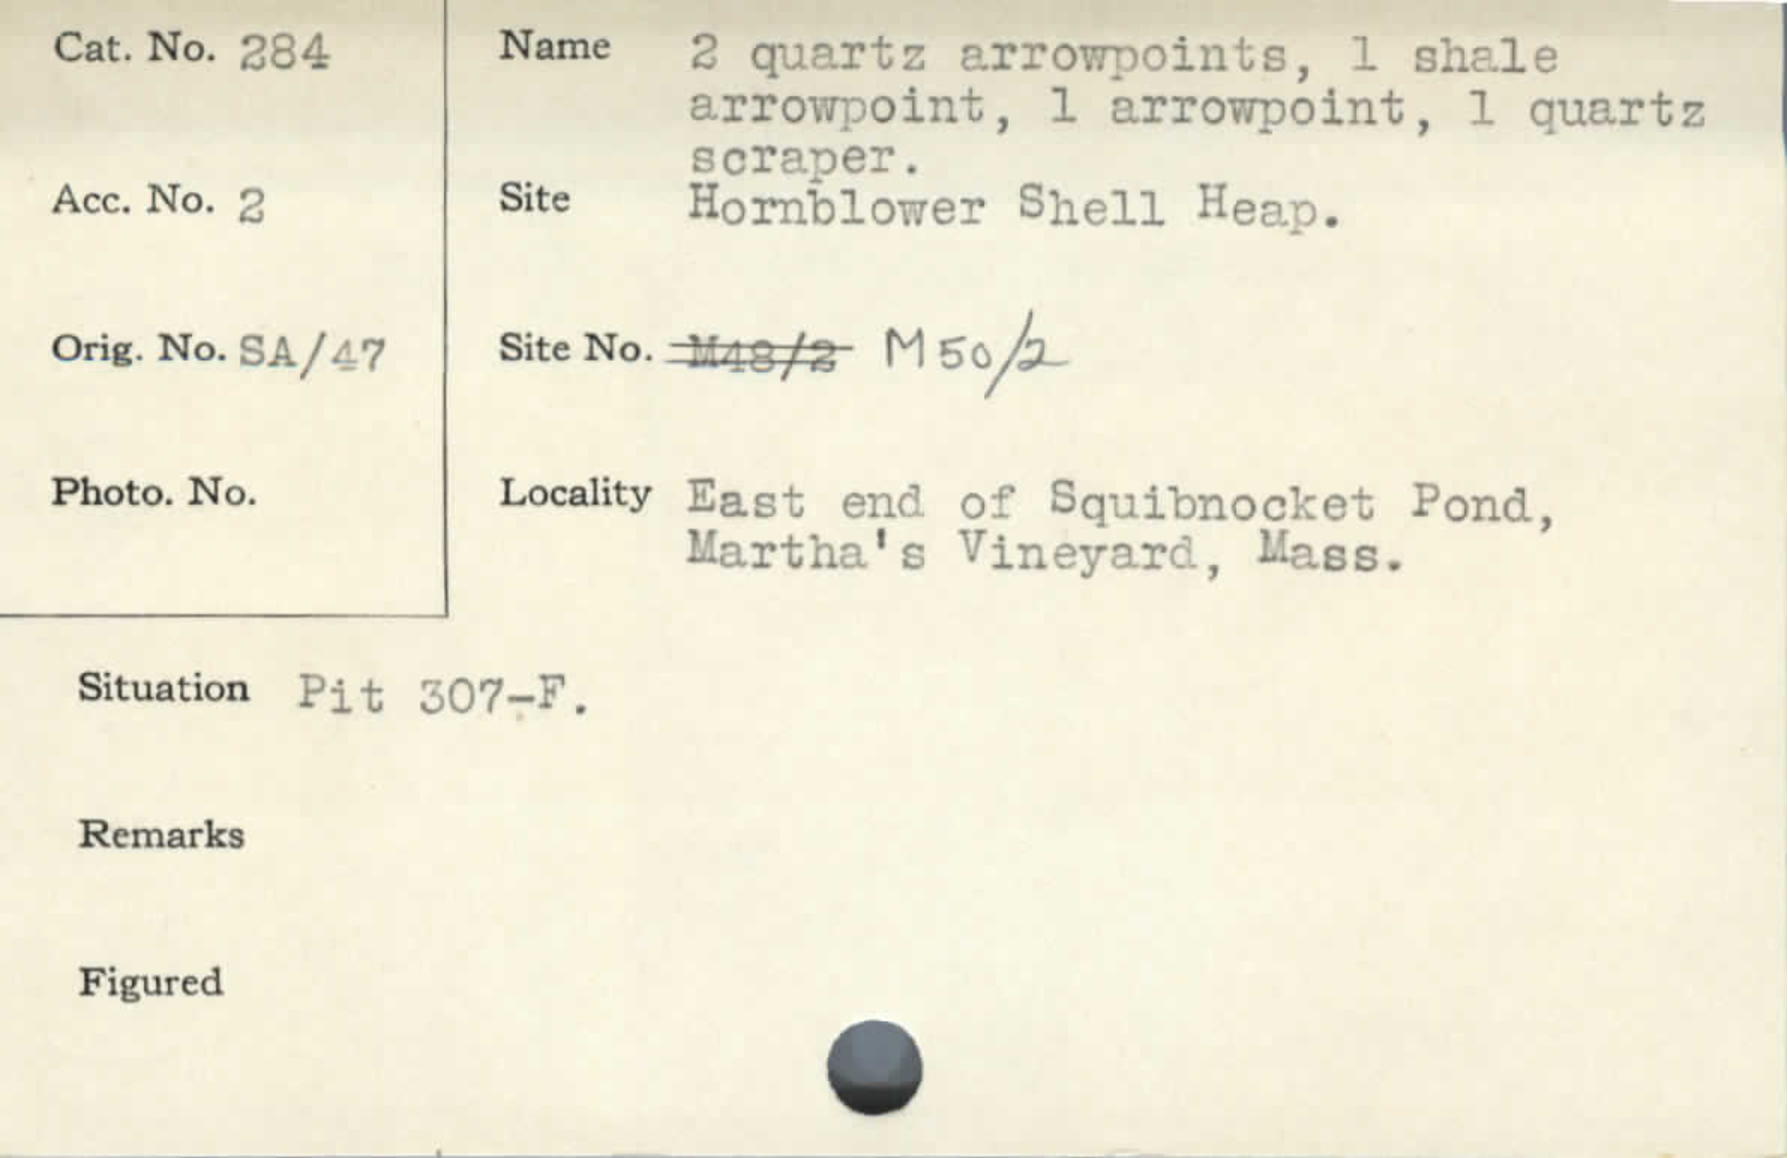 Cat. No. 284
Name 2 quartz arrowpoints, 1 shale
arrowpoint, 1 arrowpoint, 1 quartz
scraper.
Acc. No. 2
Site Hornblower Shell Heap.
Orig. No. SA/47
Site No. M48/2 M50/2
Photo. No.
Locality East end of Squibnocket Pond,
Martha's Vineyard, Mass.
Situation Pit 307-F.
Remarks
Figured